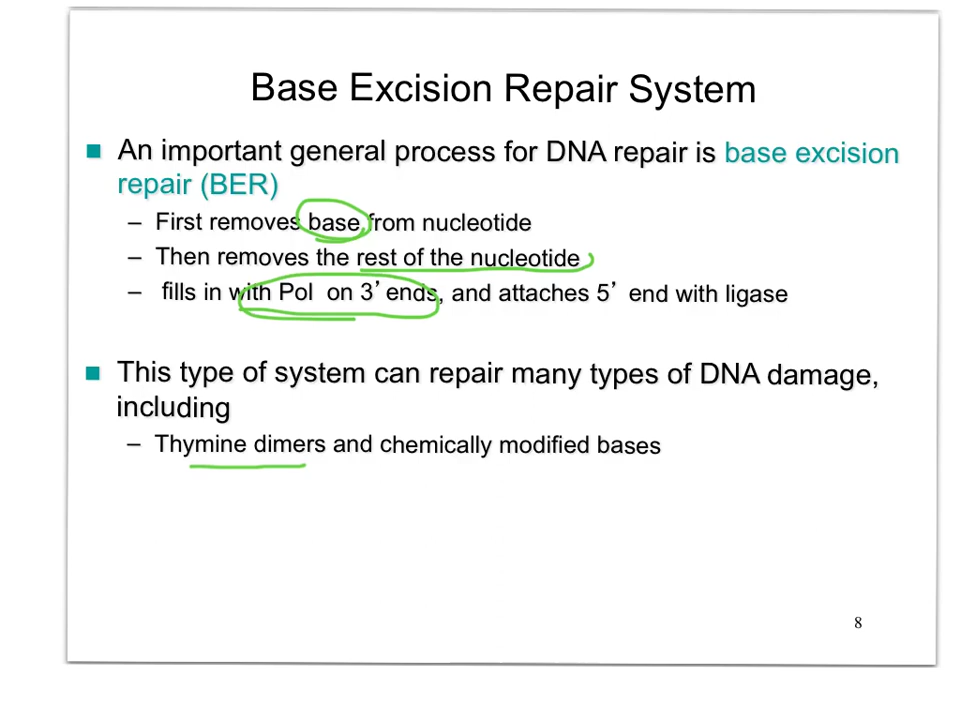 Base Excision Repair System
■ An important general process for DNA repair is base excision
repair (BER)
– First removes base from nucleotide
– Then removes the rest of the nucleotide
– fills in with Pol on 3’ ends, and attaches 5’ end with ligase
■ This type of system can repair many types of DNA damage,
including
– Thymine dimers and chemically modified bases
8